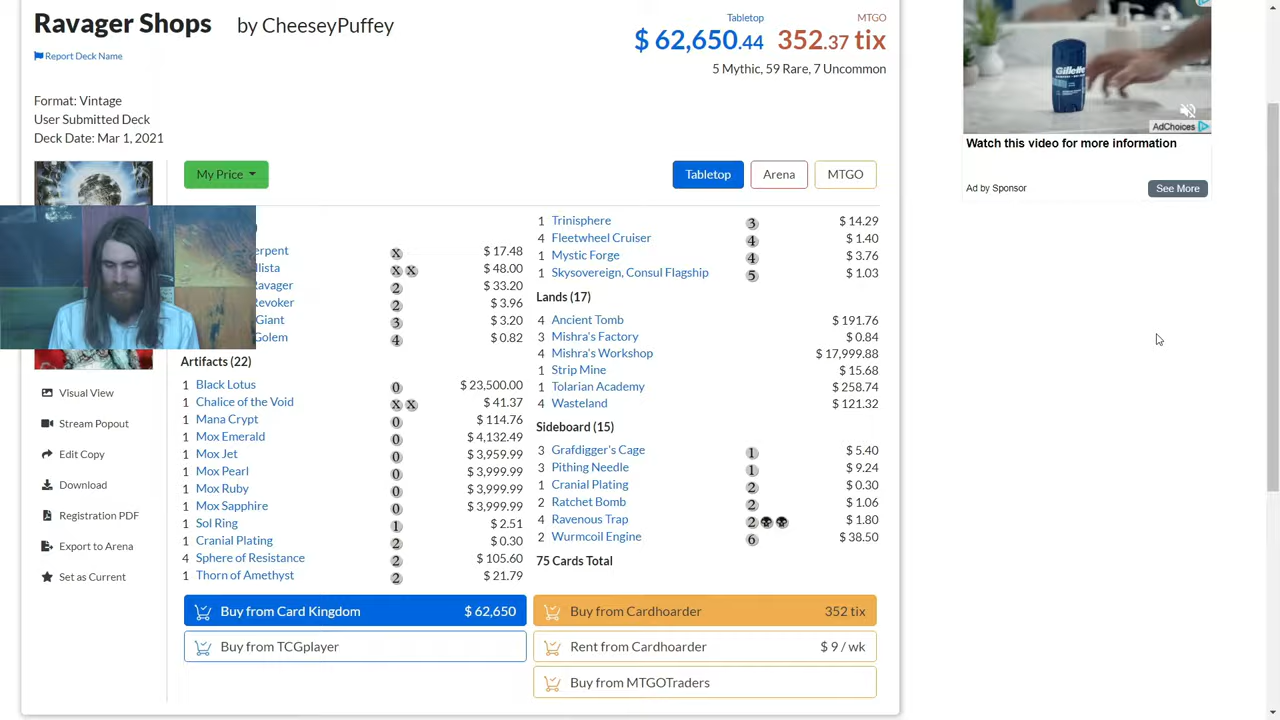 Ravager Shops by CheeseyPuffey
Report Deck Name
Tabletop MTGO
$ 62,650.44 352.37 tix
5 Mythic, 59 Rare, 7 Uncommon
Format: Vintage
User Submitted Deck
Deck Date: Mar 1, 2021
My Price
Tabletop Arena MTGO
erpent X $ 17.48
llista X X $ 48.00
Ravager 2 $ 33.20
Revoker 2 $ 3.96
Giant 3 $ 3.20
Golem 4 $ 0.82
Artifacts (22)
1 Black Lotus 0 $ 23,500.00
1 Chalice of the Void X X $ 41.37
1 Mana Crypt 0 $ 114.76
1 Mox Emerald 0 $ 4,132.49
1 Mox Jet 0 $ 3,959.99
1 Mox Pearl 0 $ 3,999.99
1 Mox Ruby 0 $ 3,999.99
1 Mox Sapphire 0 $ 3,999.99
1 Sol Ring 1 $ 2.51
1 Cranial Plating 2 $ 0.30
4 Sphere of Resistance 2 $ 105.60
1 Thorn of Amethyst 2 $ 21.79
1 Trinisphere 3 $ 14.29
4 Fleetwheel Cruiser 4 $ 1.40
1 Mystic Forge 4 $ 3.76
1 Skysovereign, Consul Flagship 5 $ 1.03
Lands (17)
4 Ancient Tomb $ 191.76
3 Mishra's Factory $ 0.84
4 Mishra's Workshop $ 17,999.88
1 Strip Mine $ 15.68
1 Tolarian Academy $ 258.74
4 Wasteland $ 121.32
Sideboard (15)
3 Grafdigger's Cage 1 $ 5.40
3 Pithing Needle 1 $ 9.24
1 Cranial Plating 2 $ 0.30
2 Ratchet Bomb 2 $ 1.06
4 Ravenous Trap 2 $ 1.80
2 Wurmcoil Engine 6 $ 38.50
75 Cards Total
Visual View
Stream Popout
Edit Copy
Download
Registration PDF
Export to Arena
Set as Current
Buy from Card Kingdom $ 62,650
Buy from TCGplayer
Buy from Cardhoarder 352 tix
Rent from Cardhoarder $ 9 / wk
Buy from MTGOTraders
Gillette
AdChoices
Watch this video for more information
Ad by Sponsor
See More